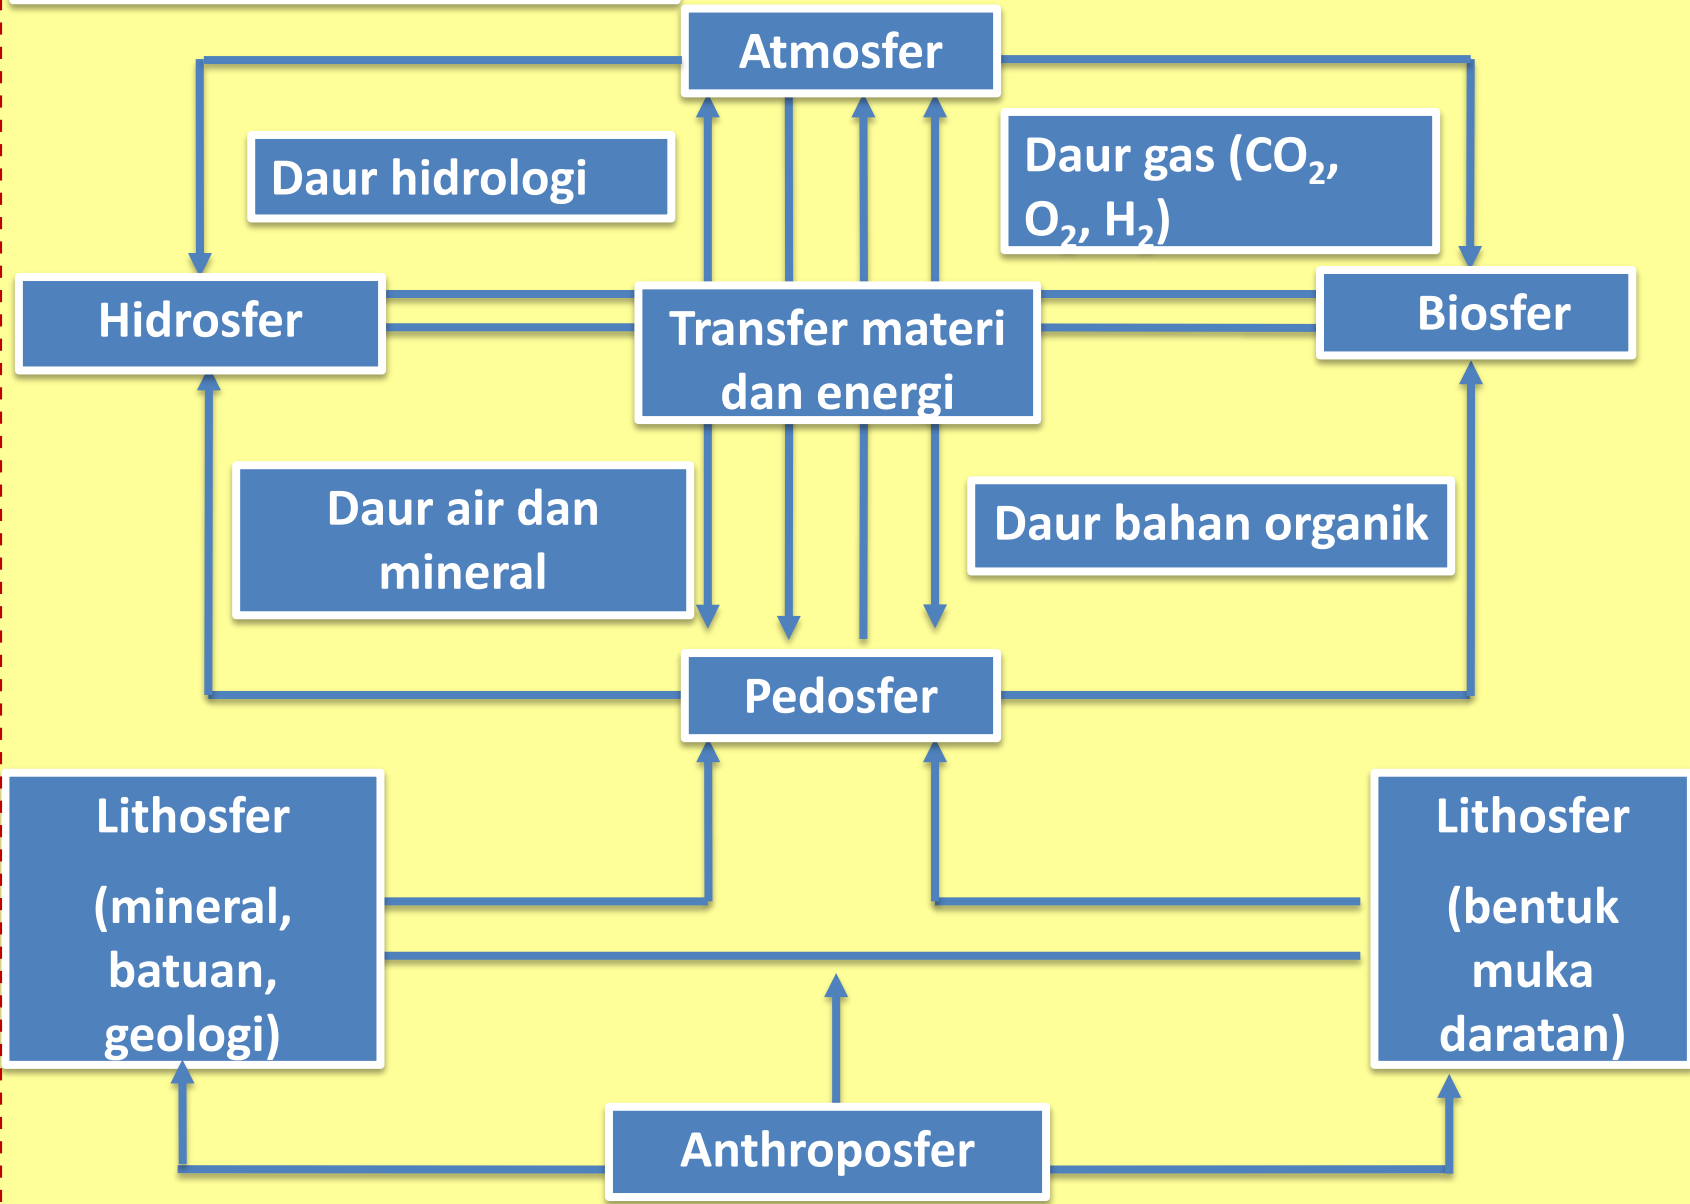 Atmosfer
Daur hidrologi
Daur gas (CO₂,
O₂, H₂)
Hidrosfer
Transfer materi
dan energi
Biosfer
Daur air dan
mineral
Daur bahan organik
Pedosfer
Lithosfer
(mineral,
batuan,
geologi)
Lithosfer
(bentuk
muka
daratan)
Anthroposfer